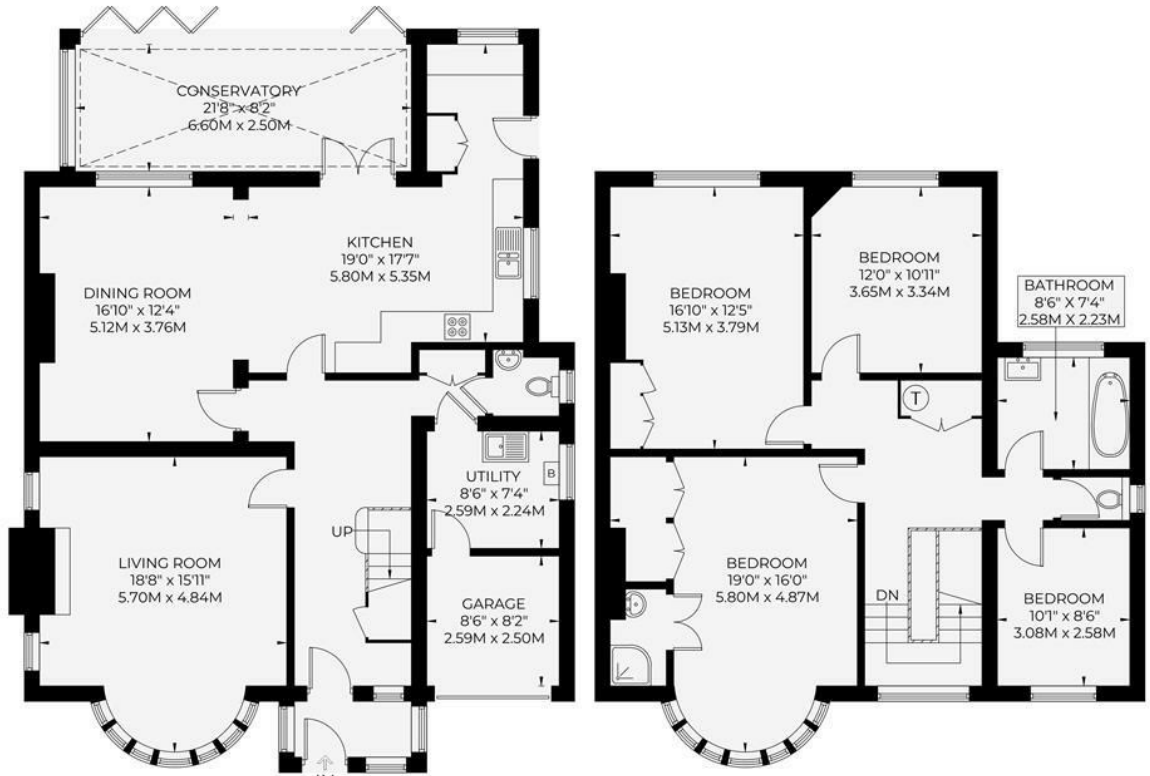 CONSERVATORY
21'8" x 8'2"
6.60M x 2.50M
KITCHEN
19'0" x 17'7"
5.80M x 5.35M
DINING ROOM
16'10" x 12'4"
5.12M x 3.76M
UTILITY
8'6" x 7'4"
2.59M x 2.24M
B
UP
LIVING ROOM
18'8" x 15'11"
5.70M x 4.84M
GARAGE
8'6" x 8'2"
2.59M x 2.50M
BEDROOM
12'0" x 10'11"
3.65M x 3.34M
BEDROOM
16'10" x 12'5"
5.13M x 3.79M
BATHROOM
8'6" X 7'4"
2.58M X 2.23M
T
BEDROOM
19'0" x 16'0"
5.80M x 4.87M
DN
BEDROOM
10'1" x 8'6"
3.08M x 2.58M